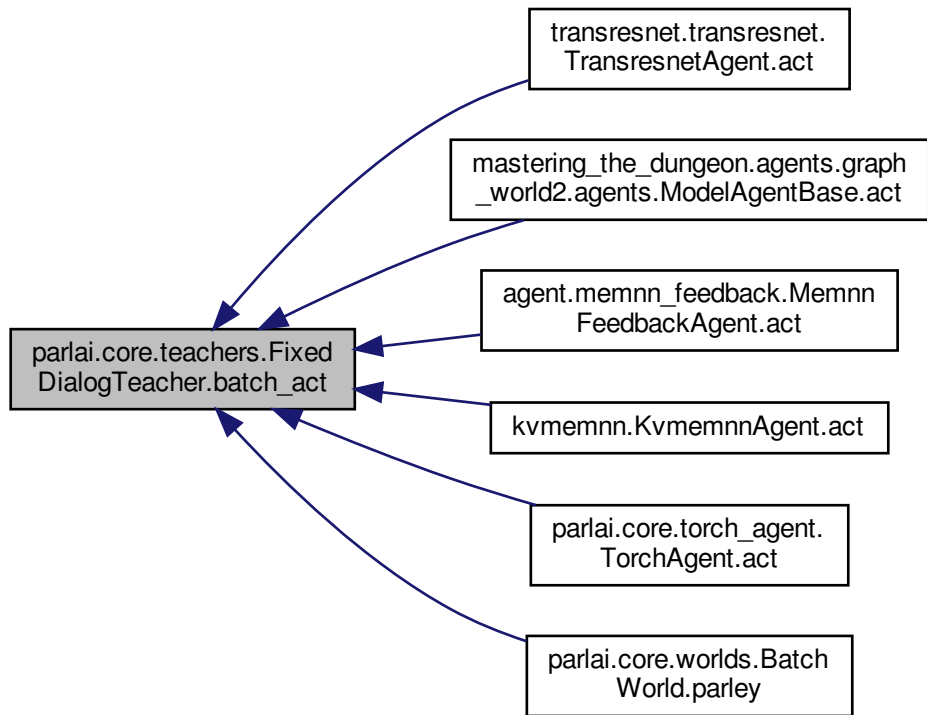 transresnet.transresnet.
TransresnetAgent.act
mastering_the_dungeon.agents.graph
_world2.agents.ModelAgentBase.act
agent.memnn_feedback.Memnn
FeedbackAgent.act
parlai.core.teachers.Fixed
DialogTeacher.batch_act
kvmemnn.KvmemnnAgent.act
parlai.core.torch_agent.
TorchAgent.act
parlai.core.worlds.Batch
World.parley